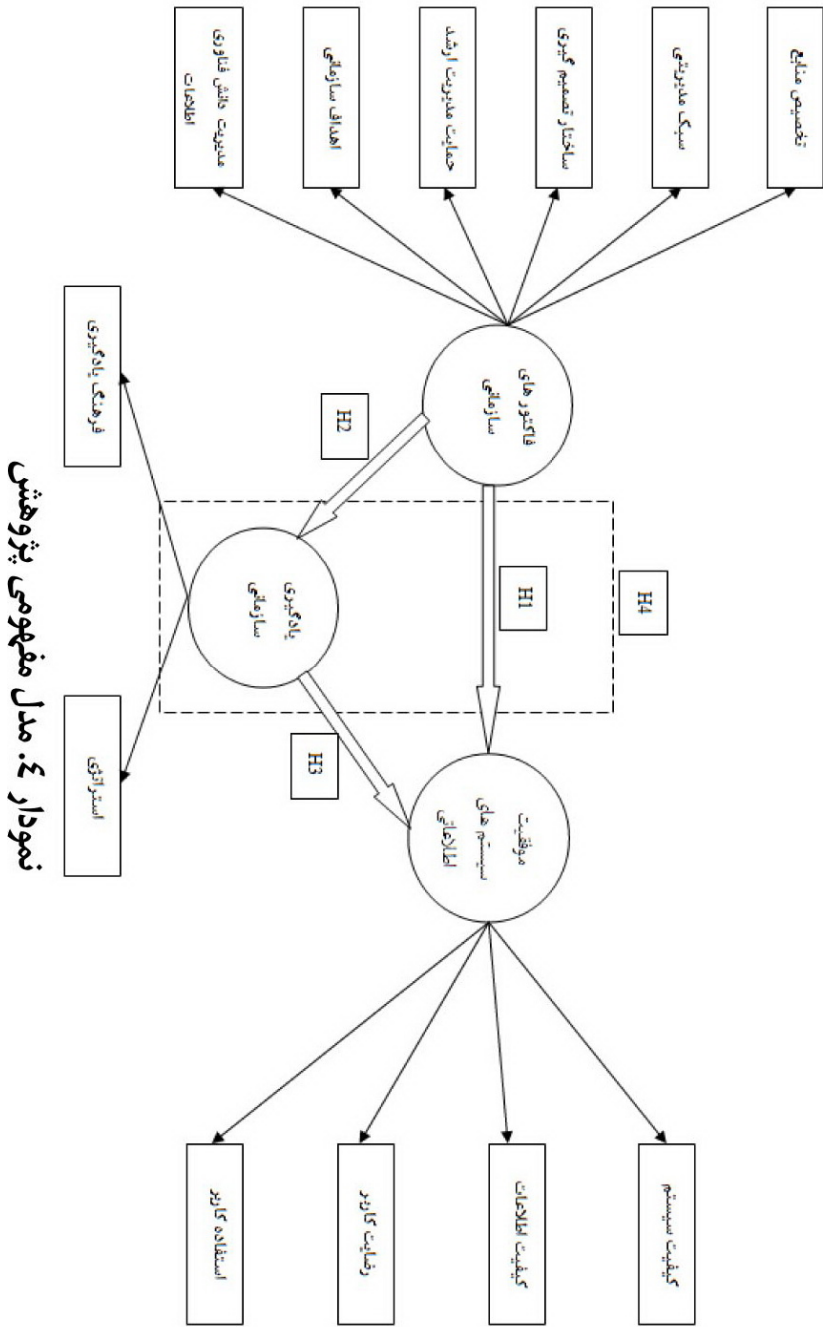 تخصیص منابع
سبک مدیریتی
ساختار تصمیم گیری
حمایت مدیریت ارشد
اهداف سازمانی
مدیریت دانش فناوری
اطلاعات
فاکتور های
سازمانی
H4
H1
H2
H3
یادگیری
سازمانی
موفقیت
سیستم های
اطلاعاتی
فرهنگ یادگیری
استراتژی
کیفیت سیستم
کیفیت اطلاعات
رضایت کاربر
استفاده کاربر
نمودار ٤. مدل مفهومی پژوهش